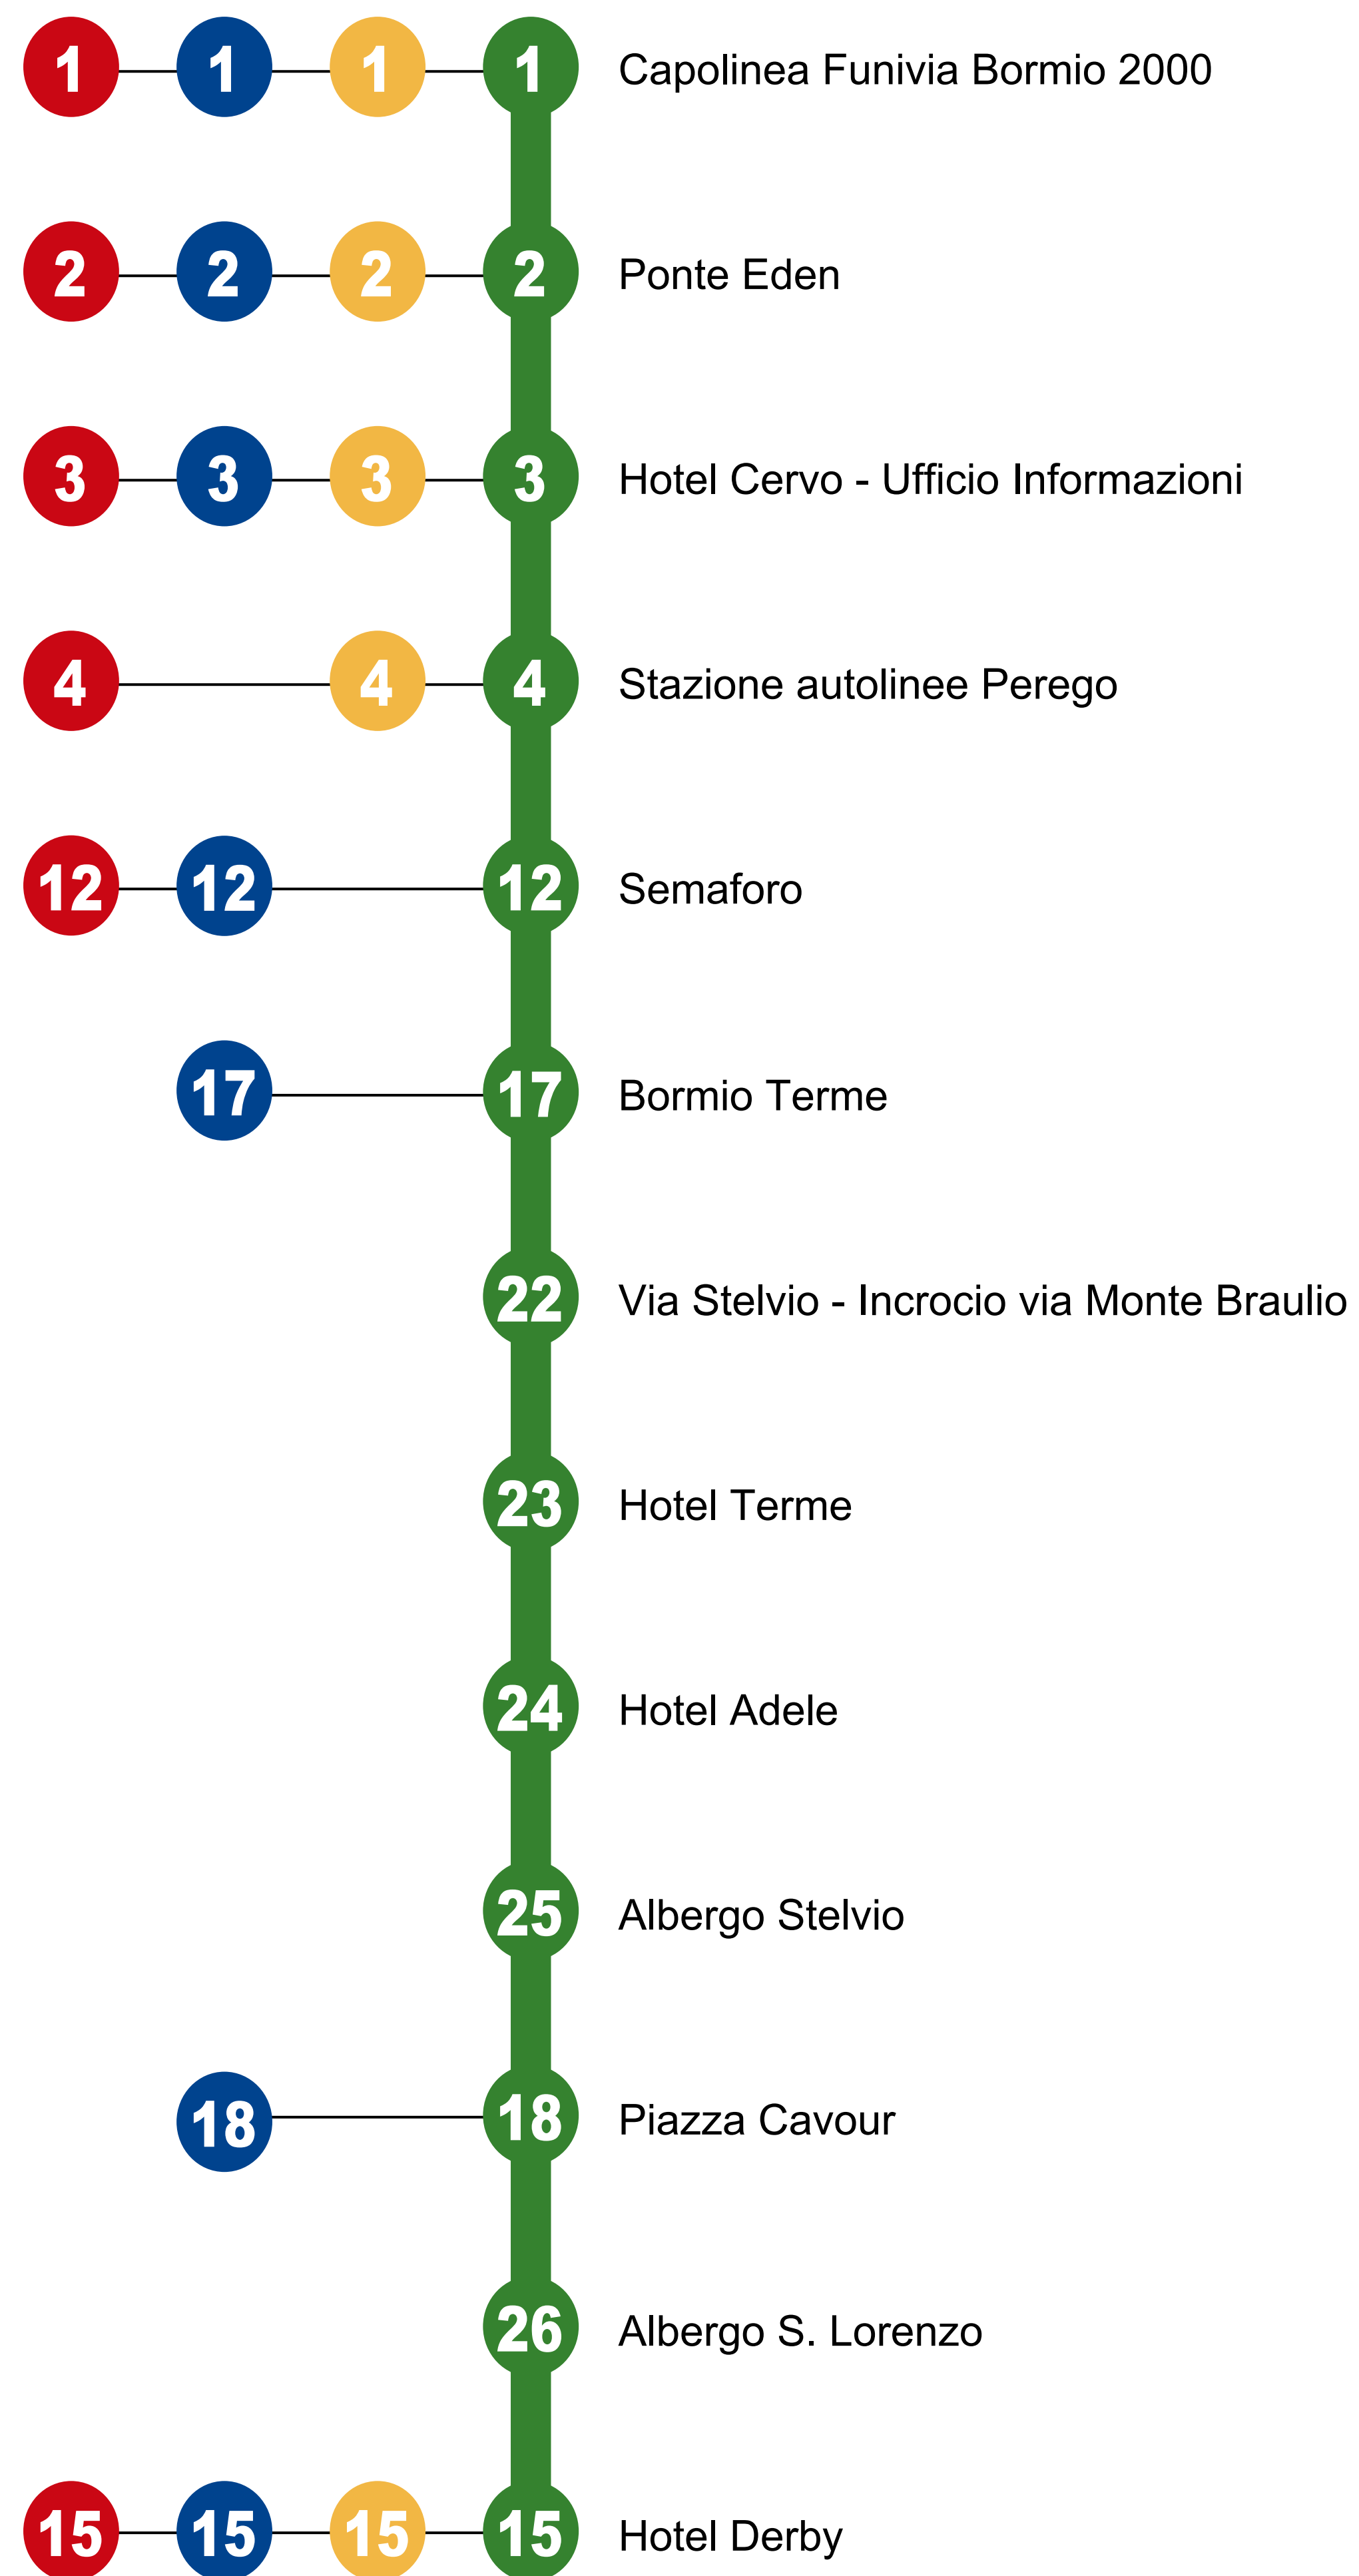 1 1 1 1 Capolinea Funivia Bormio 2000
2 2 2 2 Ponte Eden
3 3 3 3 Hotel Cervo - Ufficio Informazioni
4 4 4 Stazione autolinee Perego
12 12 12 Semaforo
17 17 Bormio Terme
22 Via Stelvio - Incrocio via Monte Braulio
23 Hotel Terme
24 Hotel Adele
25 Albergo Stelvio
18 18 Piazza Cavour
26 Albergo S. Lorenzo
15 15 15 15 Hotel Derby